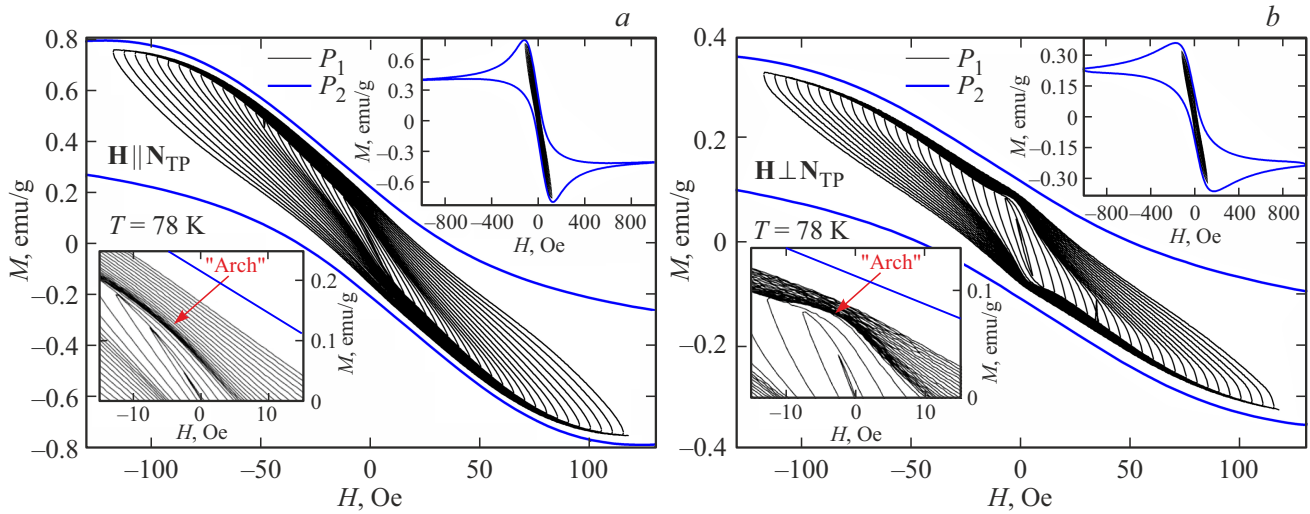 a
0.8
0.6
0.4
0.2
0
–0.2
–0.4
–0.6
–0.8
M, emu/g
–100
–50
0
50
100
H, Oe
P₁
P₂
H || N_TP
T = 78 K
0.6
0.4
0
–0.4
–0.6
M, emu/g
–800
–400
0
400
800
H, Oe
"Arch"
0.2
0.1
0
M, emu/g
–10
0
10
H, Oe
b
0.4
0.2
0
–0.2
–0.4
M, emu/g
–100
–50
0
50
100
H, Oe
P₁
P₂
H ⊥ N_TP
T = 78 K
0.30
0.15
0
–0.15
–0.30
M, emu/g
–800
–400
0
400
800
H, Oe
"Arch"
0.1
0
M, emu/g
–10
0
10
H, Oe